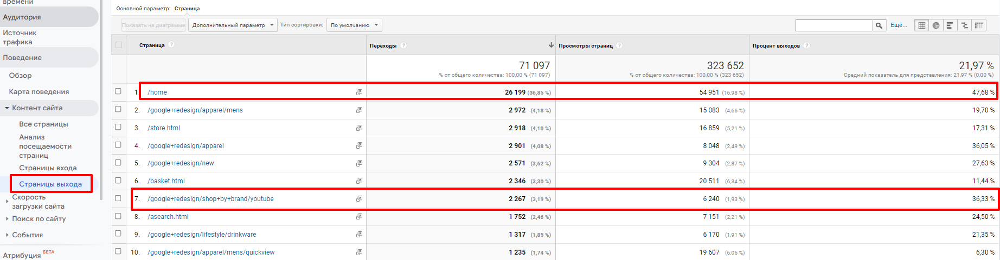 времени
Аудитория
Источник
трафика
Поведение
Обзор
Карта поведения
Контент сайта
Все страницы
Анализ
посещаемости
страниц
Страницы входа
Страницы выхода
Скорость
загрузки сайта
Поиск по сайту
События
Атрибуция БЕТА
Основной параметр: Страница
Показать на диаграмме Дополнительный параметр Тип сортировки: По умолчанию Ещё...
Страница ? Переходы ? Просмотры страниц ? Процент выходов ?
71 097 323 652 21,97 %
% от общего количества: 100,00 % (71 097) % от общего количества: 100,00 % (323 652) Средний показатель для представления: 21,97 % (0,00 %)
1. /home 26 199 (36,85 %) 54 951 (16,98 %) 47,68 %
2. /google+redesign/apparel/mens 2 972 (4,18 %) 15 083 (4,66 %) 19,70 %
3. /store.html 2 918 (4,10 %) 16 859 (5,21 %) 17,31 %
4. /google+redesign/apparel 2 901 (4,08 %) 8 048 (2,49 %) 36,05 %
5. /google+redesign/new 2 571 (3,62 %) 9 304 (2,87 %) 27,63 %
6. /basket.html 2 346 (3,30 %) 20 511 (6,34 %) 11,44 %
7. /google+redesign/shop+by+brand/youtube 2 267 (3,19 %) 6 240 (1,93 %) 36,33 %
8. /asearch.html 1 752 (2,46 %) 7 151 (2,21 %) 24,50 %
9. /google+redesign/lifestyle/drinkware 1 317 (1,85 %) 6 170 (1,91 %) 21,35 %
10. /google+redesign/apparel/mens/quickview 1 235 (1,74 %) 19 607 (6,06 %) 6,30 %